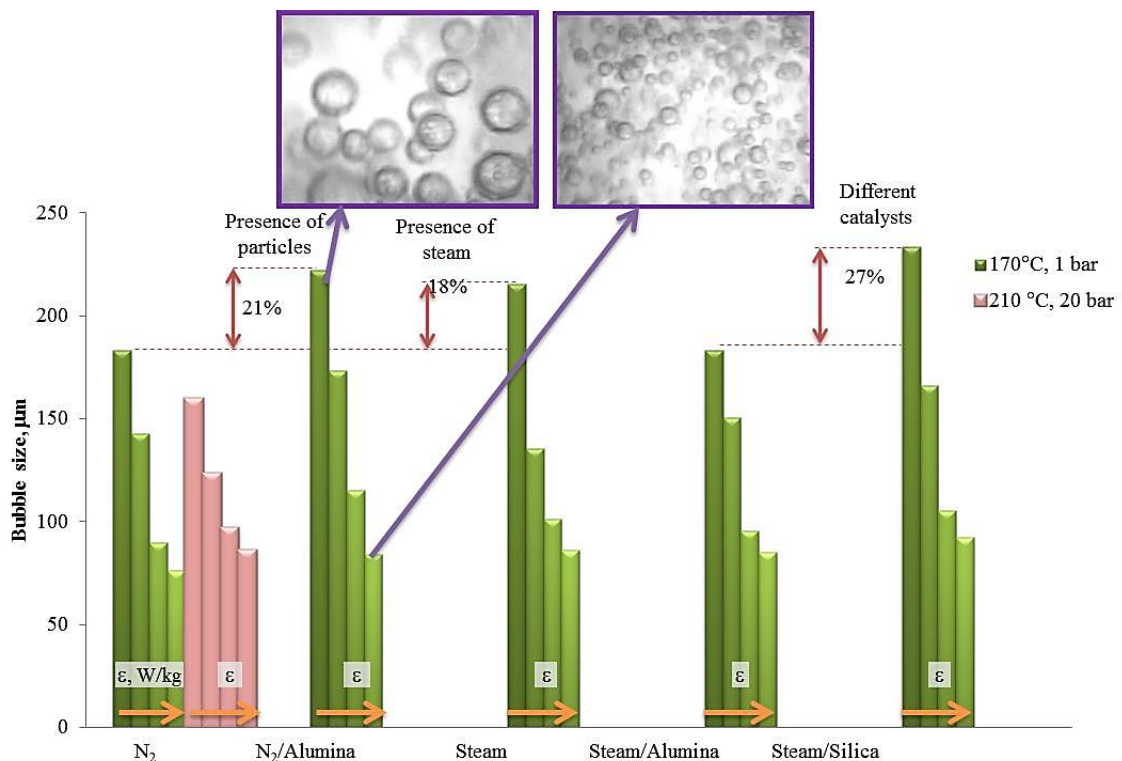 Different
catalysts
250
Presence of
particles
Presence of
steam
170°C, 1 bar
27%
18%
210 °C, 20 bar
21%
200
150
Bubble size, µm
100
50
ε, W/kg
ε
ε
ε
ε
ε
0
N₂
N₂/Alumina
Steam
Steam/Alumina
Steam/Silica